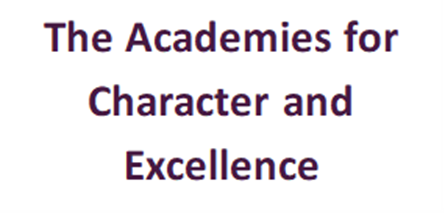 The Academies for
Character and
Excellence